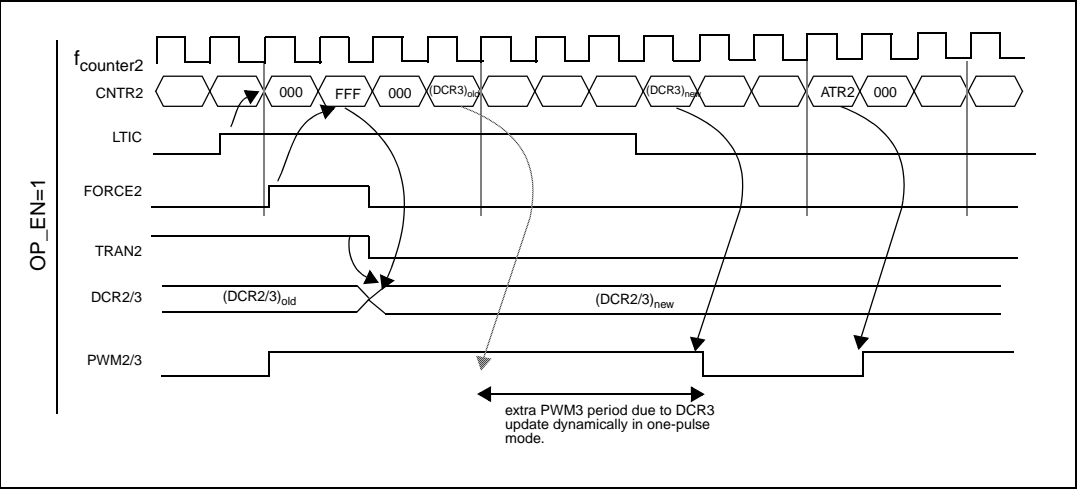 OP_EN=1
fcounter2
CNTR2
000
FFF
000
(DCR3)old
(DCR3)new
ATR2
000
LTIC
FORCE2
TRAN2
DCR2/3
(DCR2/3)old
(DCR2/3)new
PWM2/3
extra PWM3 period due to DCR3
update dynamically in one-pulse
mode.